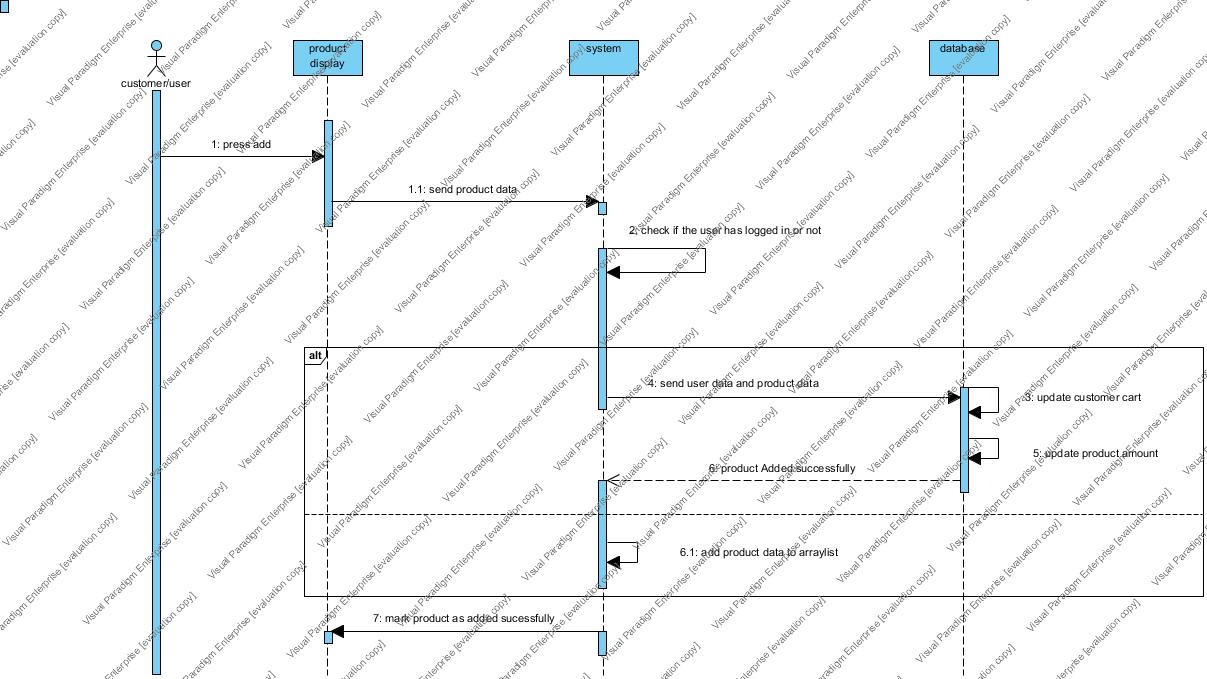 customer/user
product
display
system
database
1: press add
1.1: send product data
2: check if the user has logged in or not
alt
4: send user data and product data
3: update customer cart
5: update product amount
6: product Added successfully
6.1: add product data to arraylist
7: mark product as added sucessfully
Visual Paradigm Enterprise [evaluation copy]